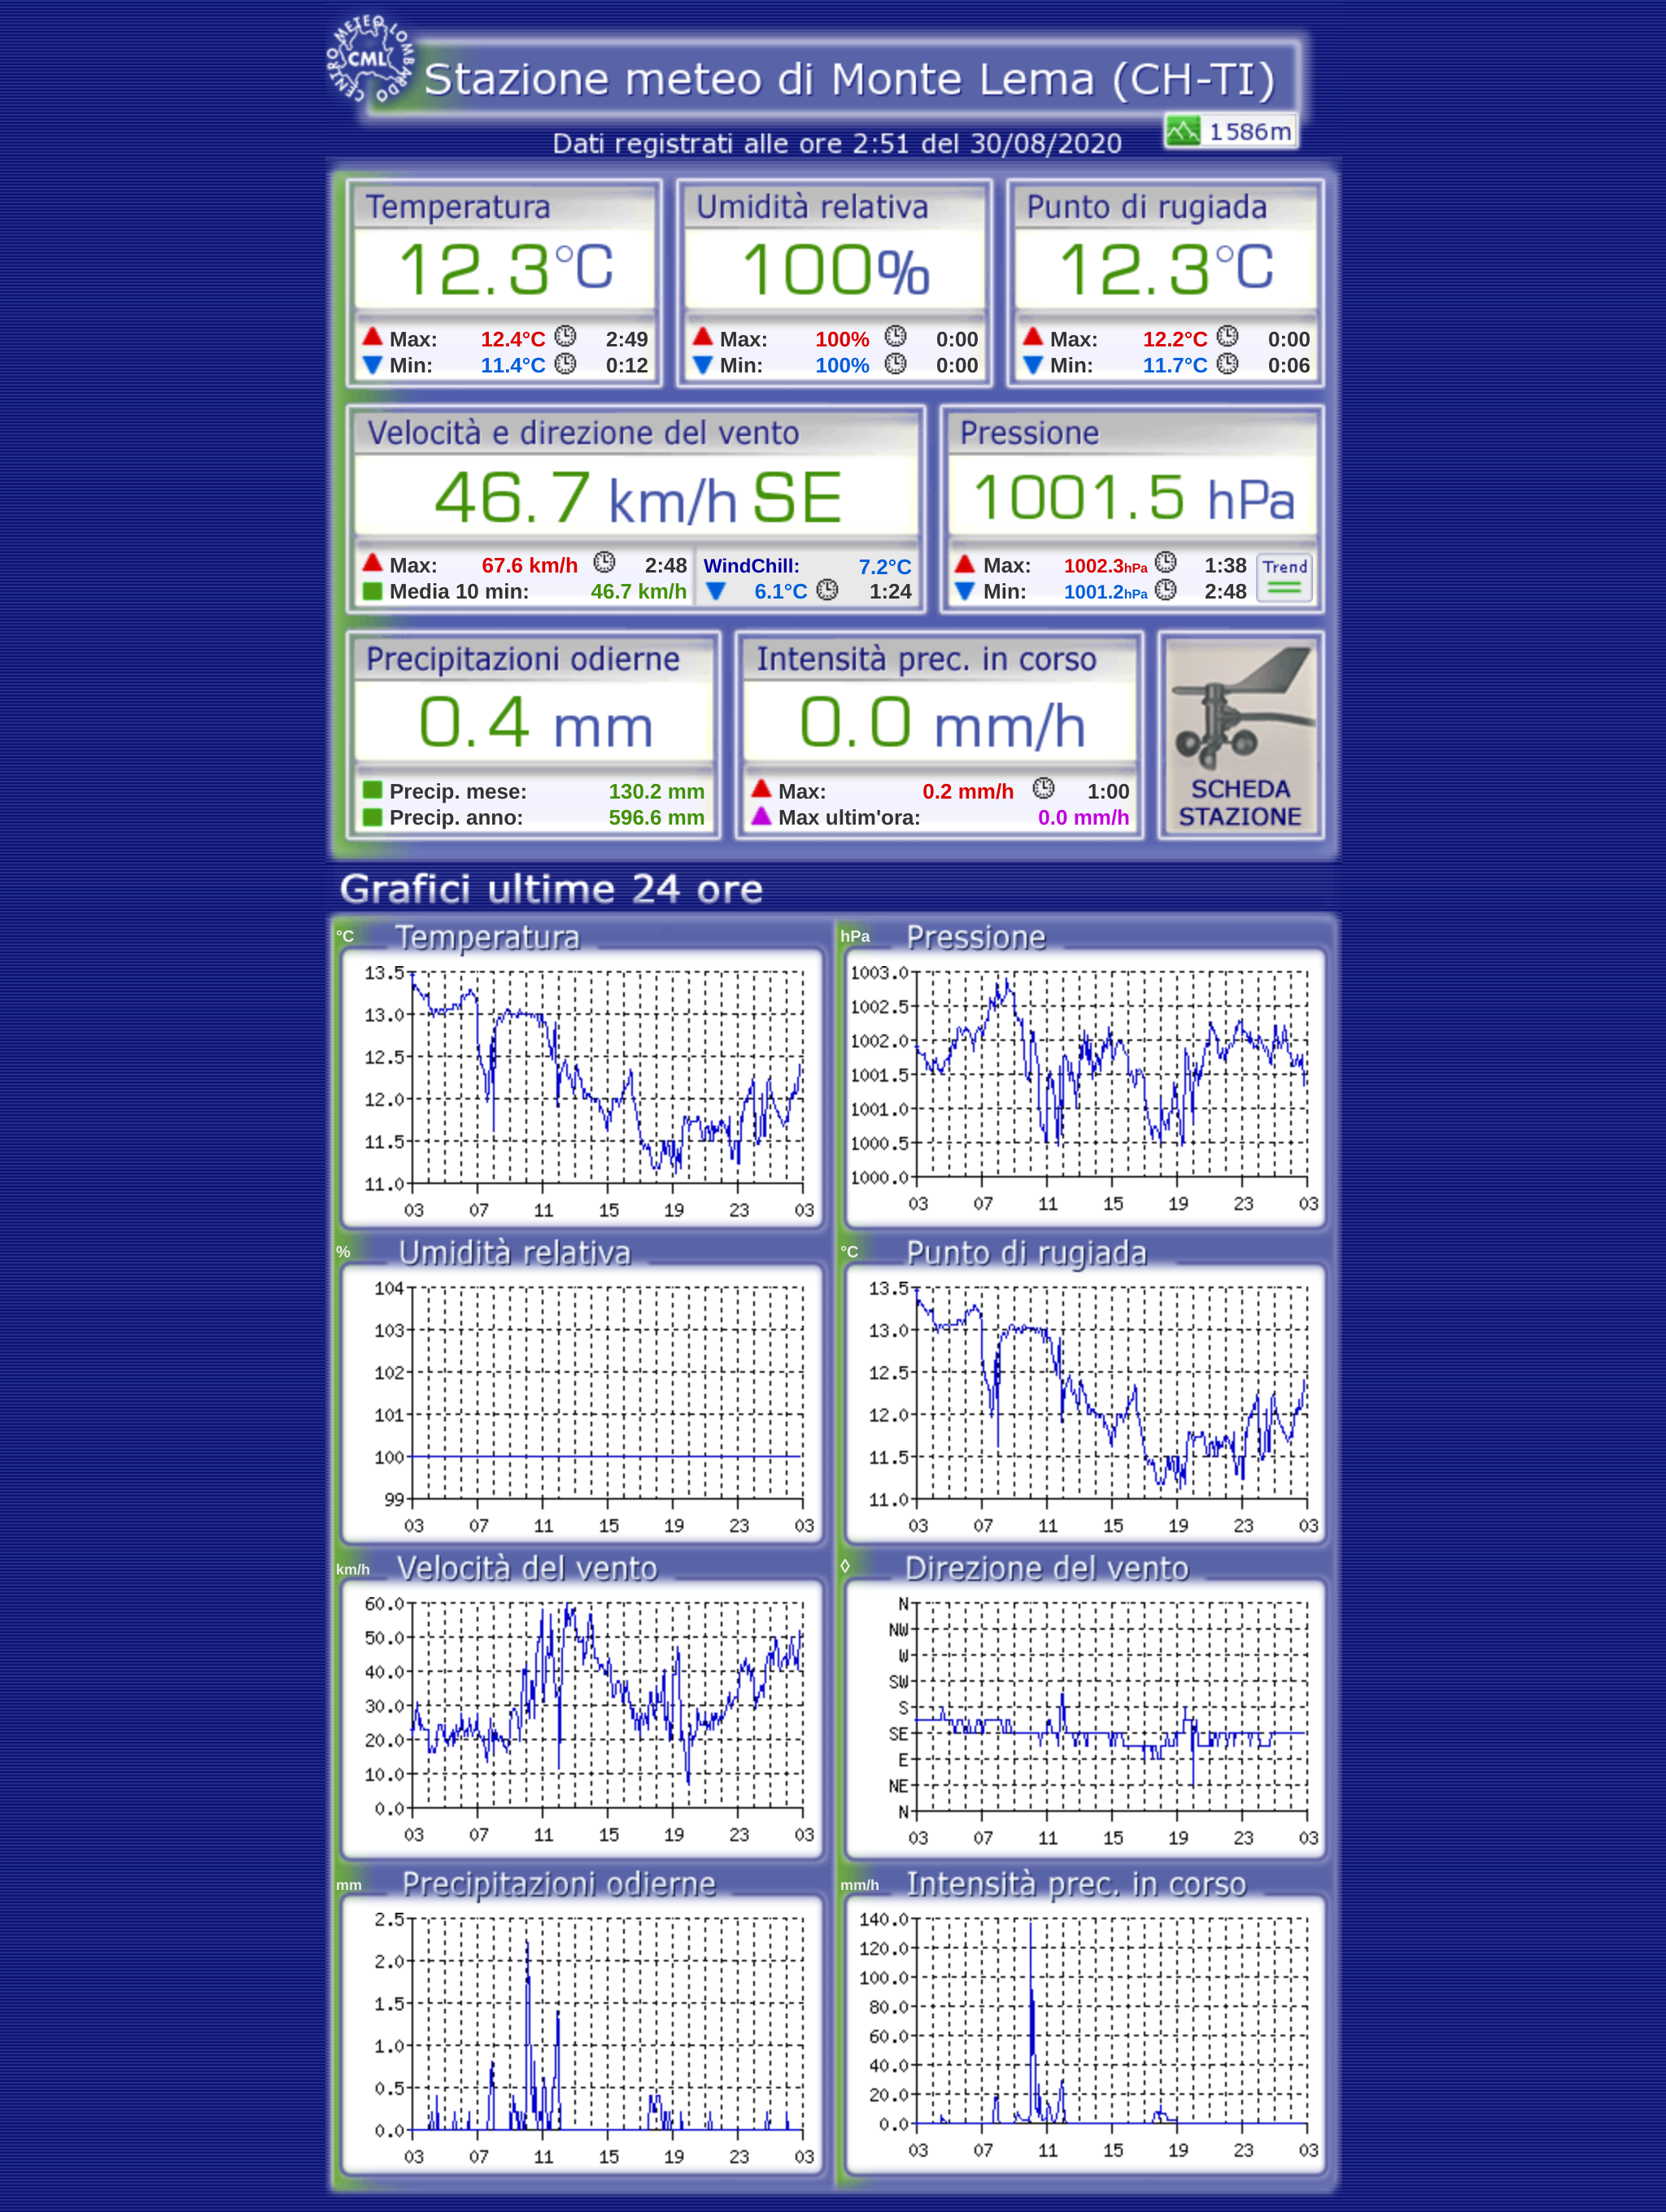 CENTRO METEO LOMBARDO
CML
Stazione meteo di Monte Lema (CH-TI)
1586m
Dati registrati alle ore 2:51 del 30/08/2020
Temperatura
12.3°C
Max: 12.4°C 2:49
Min: 11.4°C 0:12
Umidità relativa
100%
Max: 100% 0:00
Min: 100% 0:00
Punto di rugiada
12.3°C
Max: 12.2°C 0:00
Min: 11.7°C 0:06
Velocità e direzione del vento
46.7 km/h SE
Max: 67.6 km/h 2:48
Media 10 min: 46.7 km/h
WindChill: 7.2°C
6.1°C 1:24
Pressione
1001.5 hPa
Max: 1002.3hPa 1:38
Min: 1001.2hPa 2:48
Trend
Precipitazioni odierne
0.4 mm
Precip. mese: 130.2 mm
Precip. anno: 596.6 mm
Intensità prec. in corso
0.0 mm/h
Max: 0.2 mm/h 1:00
Max ultim'ora: 0.0 mm/h
SCHEDA
STAZIONE
Grafici ultime 24 ore
°C Temperatura
13.5
13.0
12.5
12.0
11.5
11.0
03 07 11 15 19 23 03
hPa Pressione
1003.0
1002.5
1002.0
1001.5
1001.0
1000.5
1000.0
03 07 11 15 19 23 03
% Umidità relativa
104
103
102
101
100
99
03 07 11 15 19 23 03
°C Punto di rugiada
13.5
13.0
12.5
12.0
11.5
11.0
03 07 11 15 19 23 03
km/h Velocità del vento
60.0
50.0
40.0
30.0
20.0
10.0
0.0
03 07 11 15 19 23 03
◊ Direzione del vento
N
NW
W
SW
S
SE
E
NE
N
03 07 11 15 19 23 03
mm Precipitazioni odierne
2.5
2.0
1.5
1.0
0.5
0.0
03 07 11 15 19 23 03
mm/h Intensità prec. in corso
140.0
120.0
100.0
80.0
60.0
40.0
20.0
0.0
03 07 11 15 19 23 03